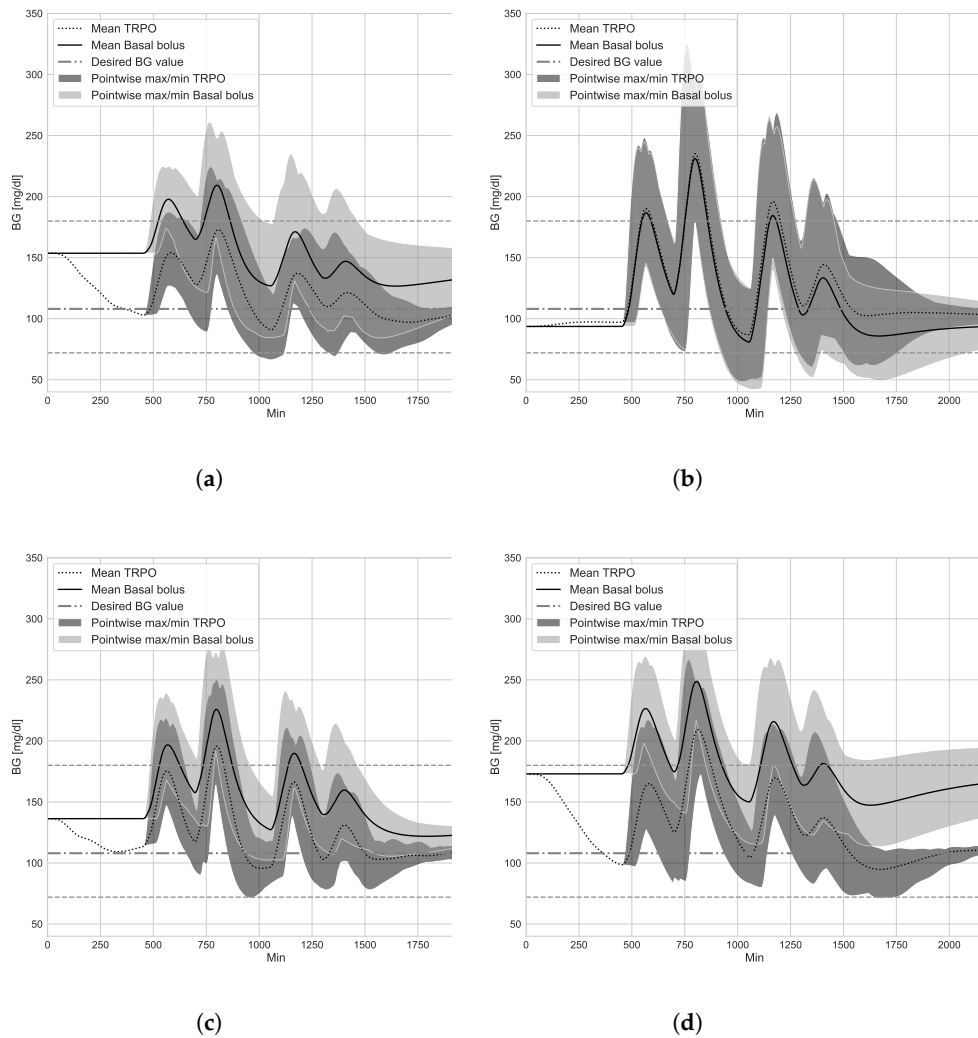 350
300
250
200
150
100
50
BG [mg/dl]
Mean TRPO
Mean Basal bolus
Desired BG value
Pointwise max/min TRPO
Pointwise max/min Basal bolus
0 250 500 750 1000 1250 1500 1750
Min
(a)
350
300
250
200
150
100
50
BG [mg/dl]
Mean TRPO
Mean Basal bolus
Desired BG value
Pointwise max/min TRPO
Pointwise max/min Basal bolus
0 250 500 750 1000 1250 1500 1750 2000
Min
(b)
350
300
250
200
150
100
50
BG [mg/dl]
Mean TRPO
Mean Basal bolus
Desired BG value
Pointwise max/min TRPO
Pointwise max/min Basal bolus
0 250 500 750 1000 1250 1500 1750
Min
(c)
350
300
250
200
150
100
50
BG [mg/dl]
Mean TRPO
Mean Basal bolus
Desired BG value
Pointwise max/min TRPO
Pointwise max/min Basal bolus
0 250 500 750 1000 1250 1500 1750 2000
Min
(d)